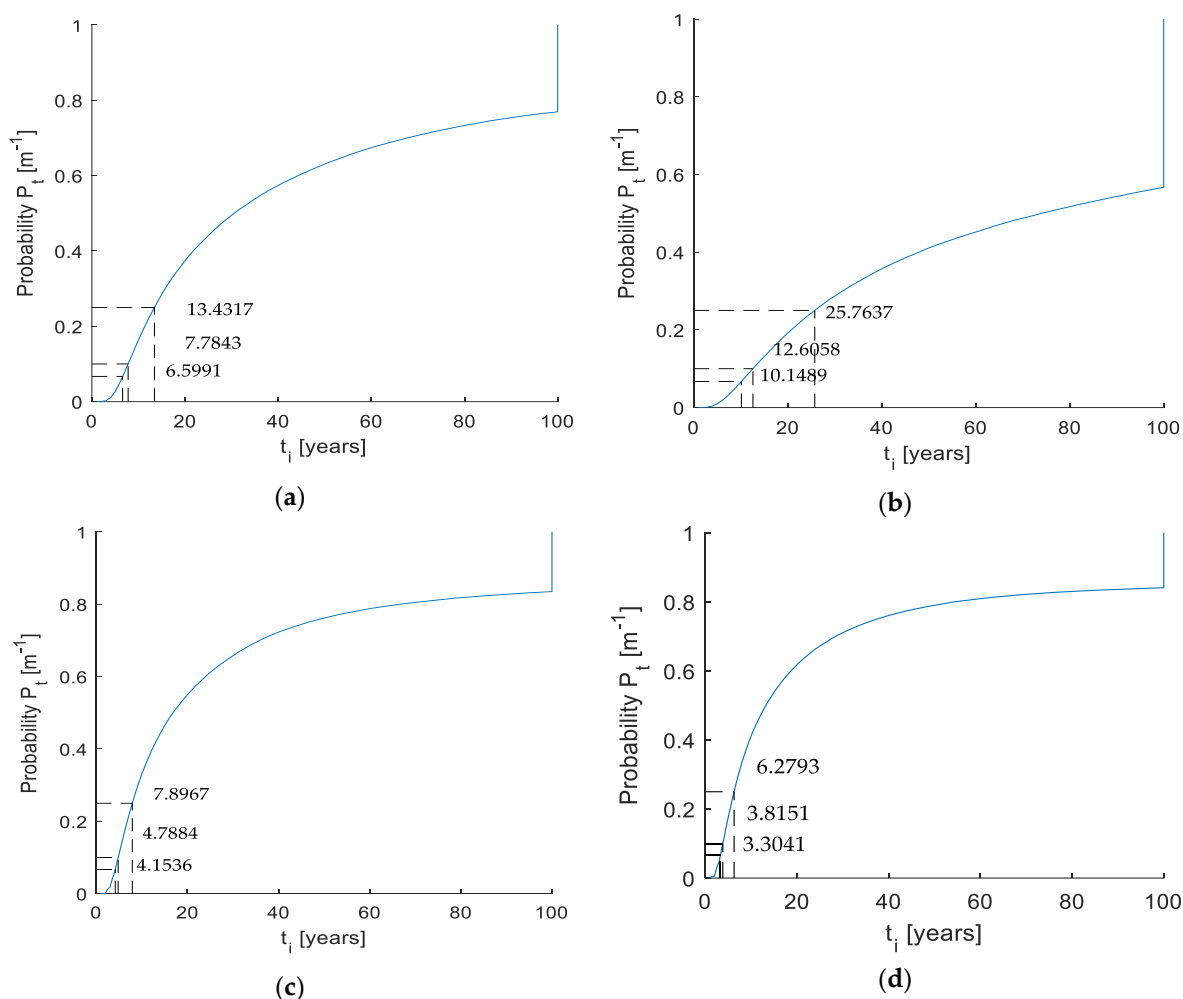 1
0.8
0.6
0.4
0.2
0
Probability P_t [m^-1]
13.4317
7.7843
6.5991
0 20 40 60 80 100
t_i [years]
(a)
1
0.8
0.6
0.4
0.2
0
Probability P_t [m^-1]
25.7637
12.6058
10.1489
0 20 40 60 80 100
t_i [years]
(b)
1
0.8
0.6
0.4
0.2
0
Probability P_t [m^-1]
7.8967
4.7884
4.1536
0 20 40 60 80 100
t_i [years]
(c)
1
0.8
0.6
0.4
0.2
0
Probability P_t [m^-1]
6.2793
3.8151
3.3041
0 20 40 60 80 100
t_i [years]
(d)